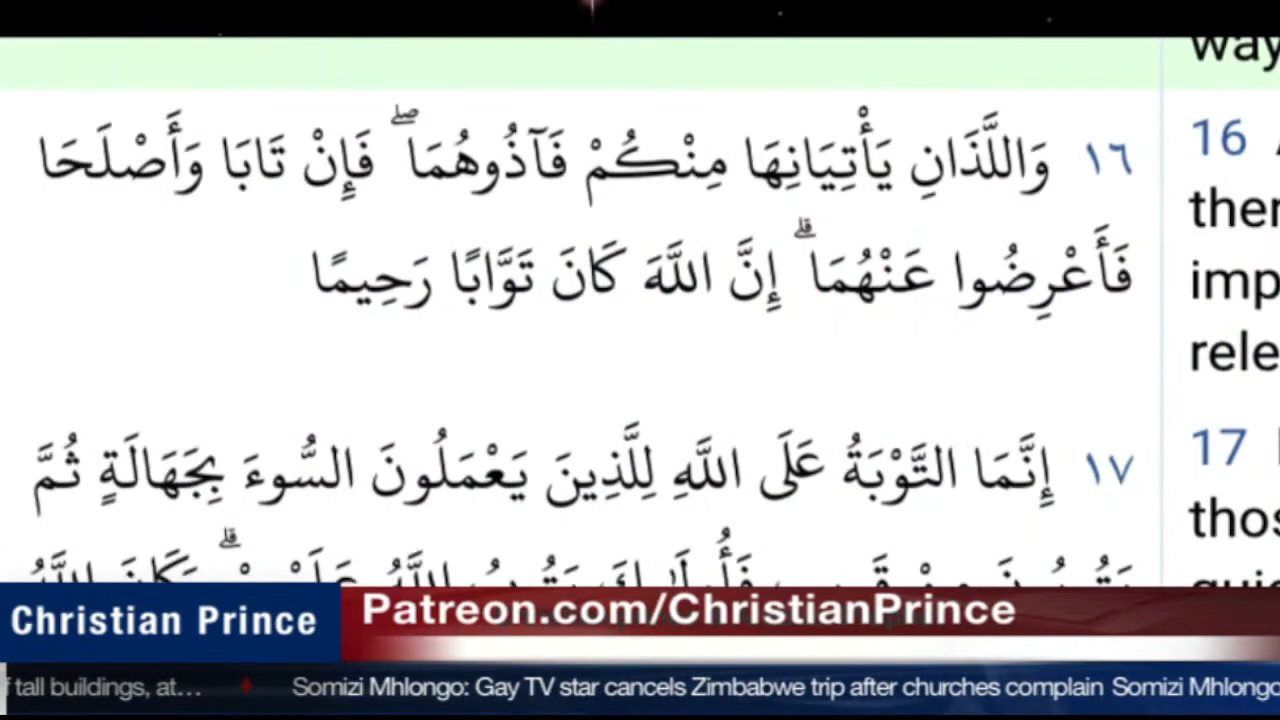 way
١٦ وَاللَّذَانِ يَأْتِيَانِهَا مِنْكُمْ فَآذُوهُمَا ۖ فَإِنْ تَابَا وَأَصْلَحَا
فَأَعْرِضُوا عَنْهُمَا ۗ إِنَّ اللَّهَ كَانَ تَوَّابًا رَحِيمًا
16
ther
imp
rele
١٧ إِنَّمَا التَّوْبَةُ عَلَى اللَّهِ لِلَّذِينَ يَعْمَلُونَ السُّوءَ بِجَهَالَةٍ ثُمَّ
17
thos
Christian Prince
Patreon.com/ChristianPrince
f tall buildings, at... ♦ Somizi Mhlongo: Gay TV star cancels Zimbabwe trip after churches complain Somizi Mhlongo